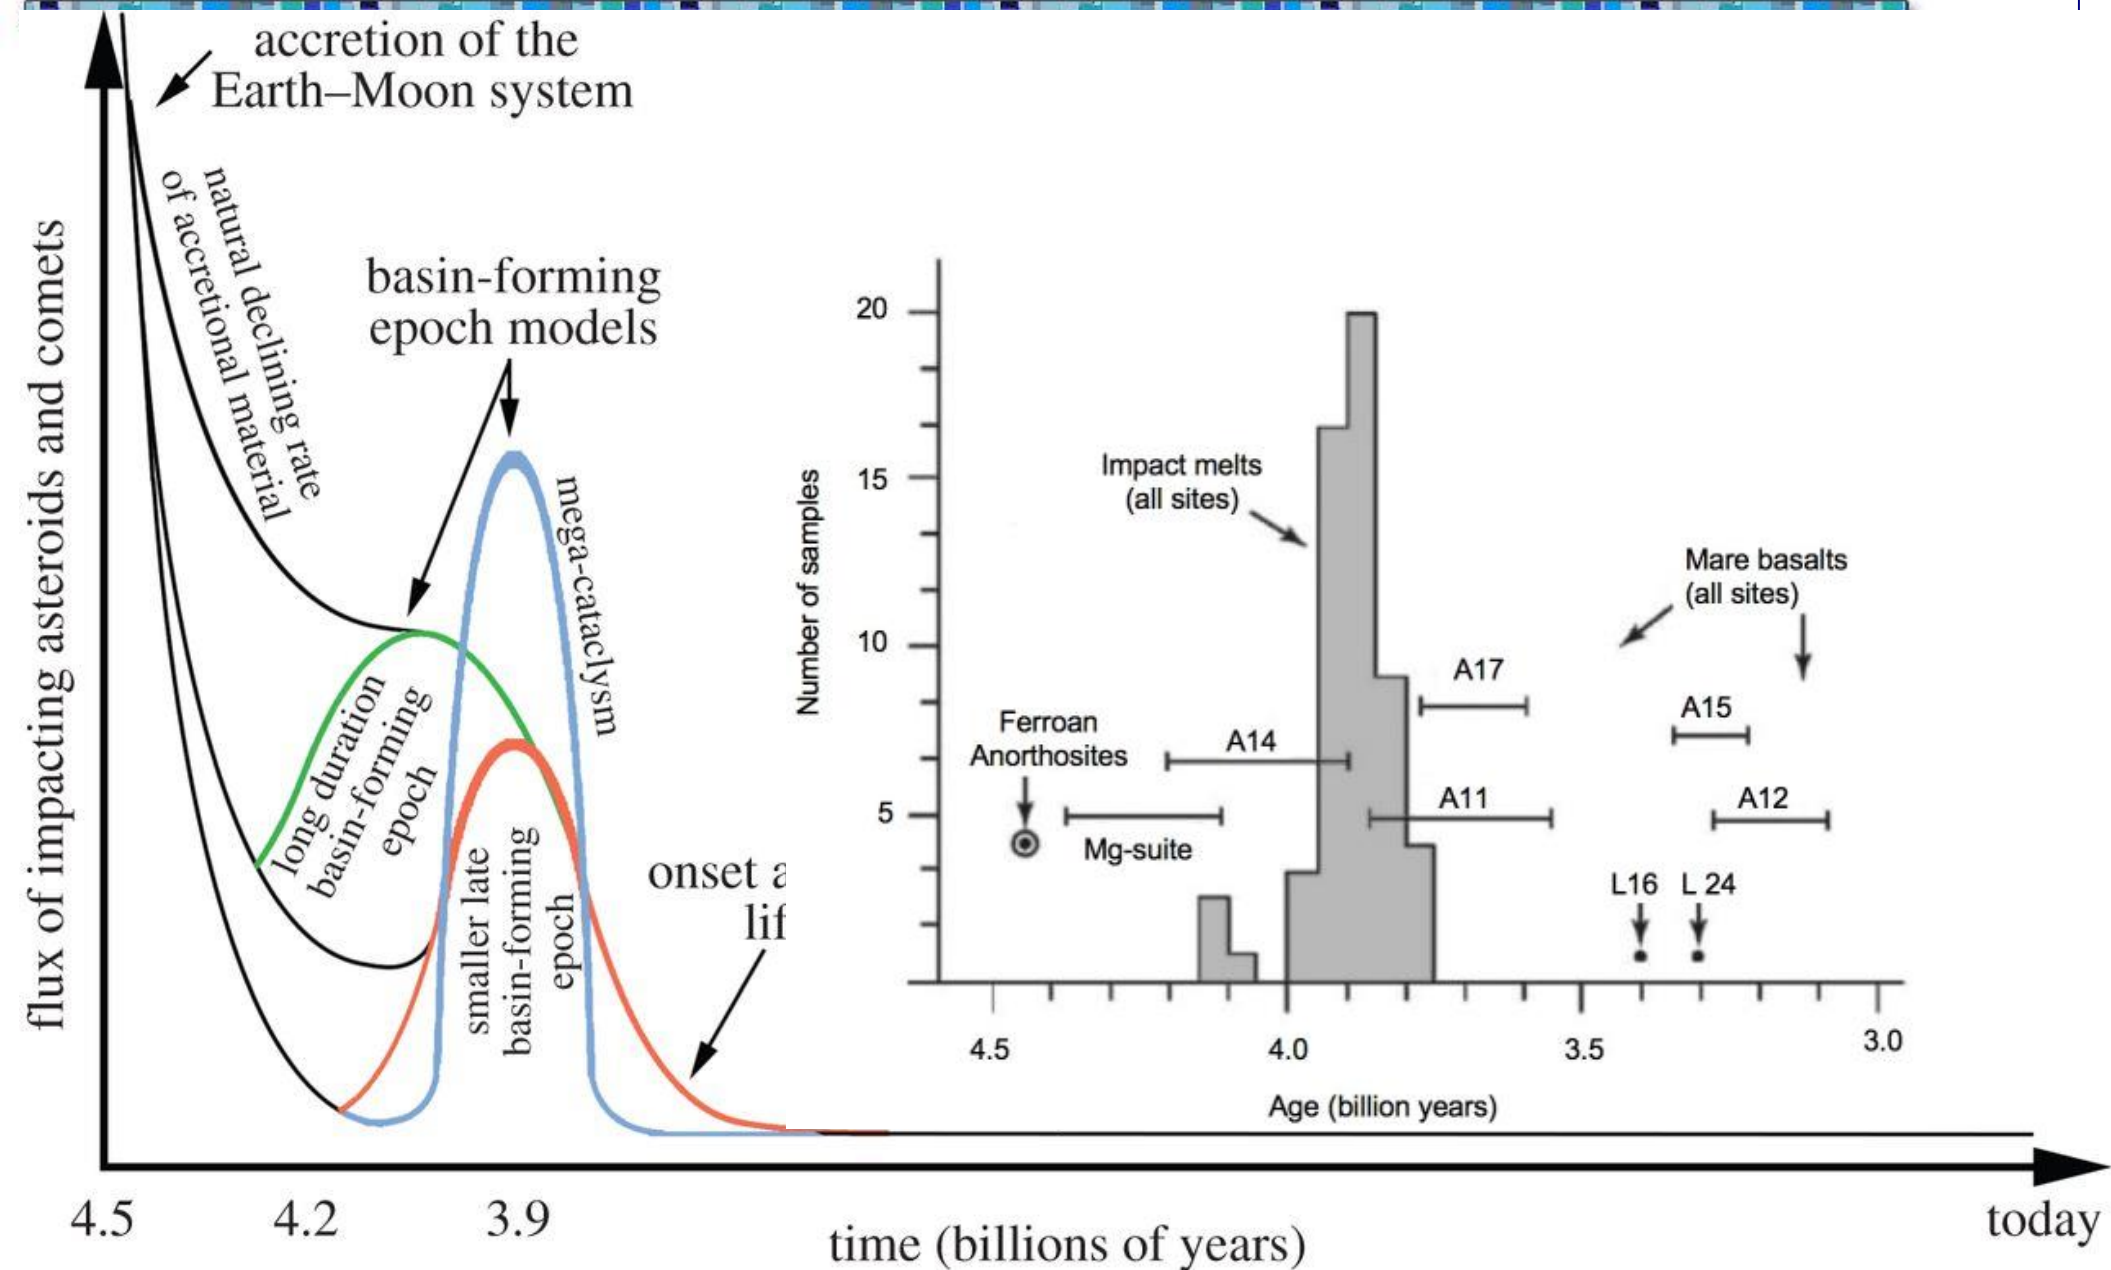 accretion of the
Earth–Moon system
natural declining rate
of accretional material
basin-forming
epoch models
mega-cataclysm
long duration
basin-forming
epoch
smaller late
basin-forming
epoch
onset
flux of impacting asteroids and comets
4.5
4.2
3.9
time (billions of years)
today
20
15
10
5
Number of samples
Impact melts
(all sites)
Mare basalts
(all sites)
A17
A15
Ferroan
Anorthosites
A14
A11
A12
Mg-suite
L16
L 24
4.5
4.0
3.5
3.0
Age (billion years)